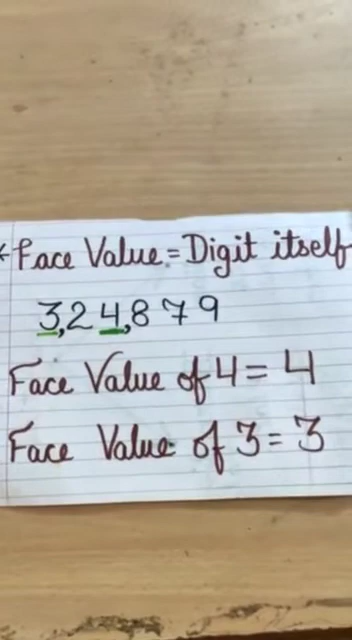 Face Value = Digit itself
3,24,879
Face Value of 4 = 4
Face Value of 3 = 3